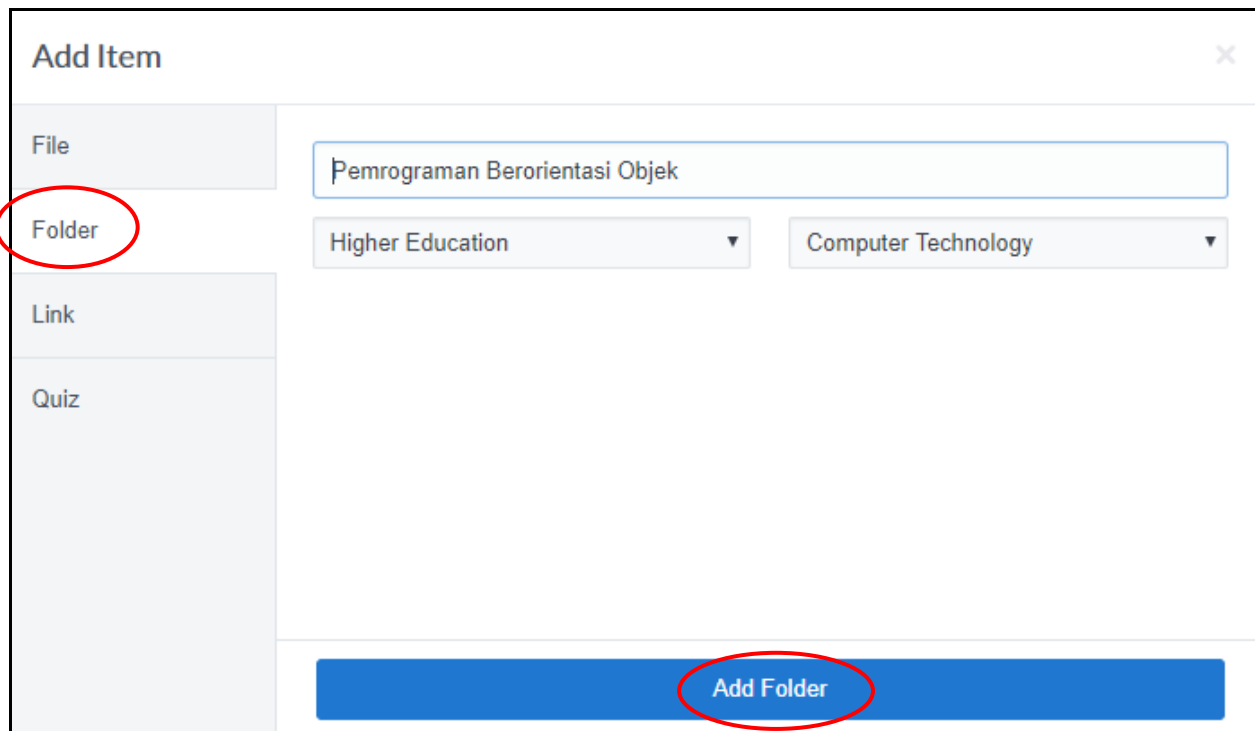 Add Item
×
File
Pemrograman Berorientasi Objek
Folder
Higher Education
Computer Technology
Link
Quiz
Add Folder